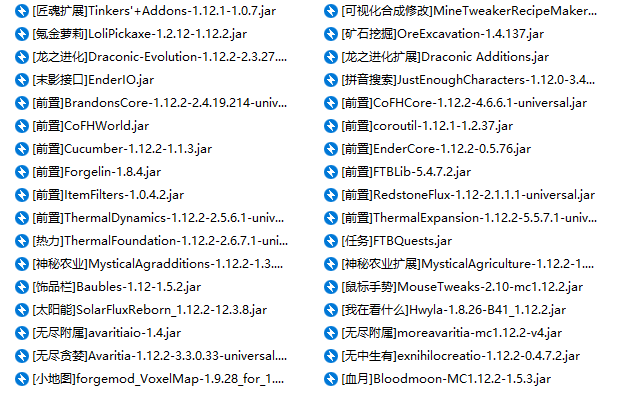 [匠魂扩展]Tinkers'+Addons-1.12.1-1.0.7.jar
[可视化合成修改]MineTweakerRecipeMaker...
[氪金萝莉]LoliPickaxe-1.2.12-1.12.2.jar
[矿石挖掘]OreExcavation-1.4.137.jar
[龙之进化]Draconic-Evolution-1.12.2-2.3.27....
[龙之进化扩展]Draconic Additions.jar
[末影接口]EnderIO.jar
[拼音搜索]JustEnoughCharacters-1.12.0-3.4...
[前置]BrandonsCore-1.12.2-2.4.19.214-univ...
[前置]CoFHCore-1.12.2-4.6.6.1-universal.jar
[前置]CoFHWorld.jar
[前置]coroutil-1.12.1-1.2.37.jar
[前置]Cucumber-1.12.2-1.1.3.jar
[前置]EnderCore-1.12.2-0.5.76.jar
[前置]Forgelin-1.8.4.jar
[前置]FTBLib-5.4.7.2.jar
[前置]ItemFilters-1.0.4.2.jar
[前置]RedstoneFlux-1.12-2.1.1.1-universal.jar
[前置]ThermalDynamics-1.12.2-2.5.6.1-univ...
[前置]ThermalExpansion-1.12.2-5.5.7.1-univ...
[热力]ThermalFoundation-1.12.2-2.6.7.1-uni...
[任务]FTBQuests.jar
[神秘农业]MysticalAgradditions-1.12.2-1.3....
[神秘农业扩展]MysticalAgriculture-1.12.2-1....
[饰品栏]Baubles-1.12-1.5.2.jar
[鼠标手势]MouseTweaks-2.10-mc1.12.2.jar
[太阳能]SolarFluxReborn_1.12.2-12.3.8.jar
[我在看什么]Hwyla-1.8.26-B41_1.12.2.jar
[无尽附属]avaritiaio-1.4.jar
[无尽附属]moreavaritia-mc1.12.2-v4.jar
[无尽贪婪]Avaritia-1.12.2-3.3.0.33-universal....
[无中生有]exnihilocreatio-1.12.2-0.4.7.2.jar
[小地图]forgemod_VoxelMap-1.9.28_for_1....
[血月]Bloodmoon-MC1.12.2-1.5.3.jar